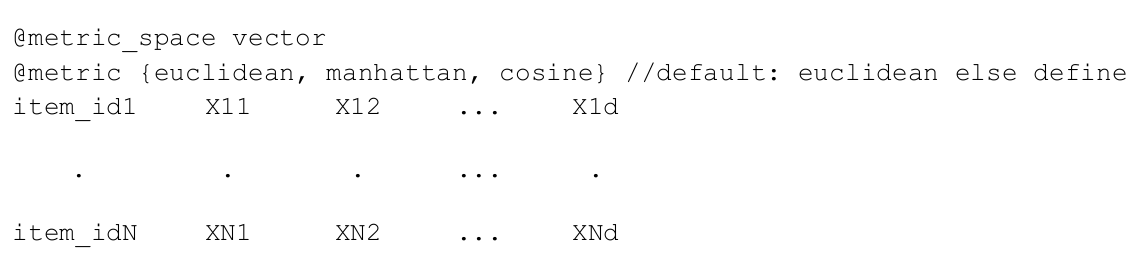 @metric_space vector
@metric {euclidean, manhattan, cosine} //default: euclidean else define
item_id1 X11 X12 ... X1d
. . . ... .
item_idN XN1 XN2 ... XNd